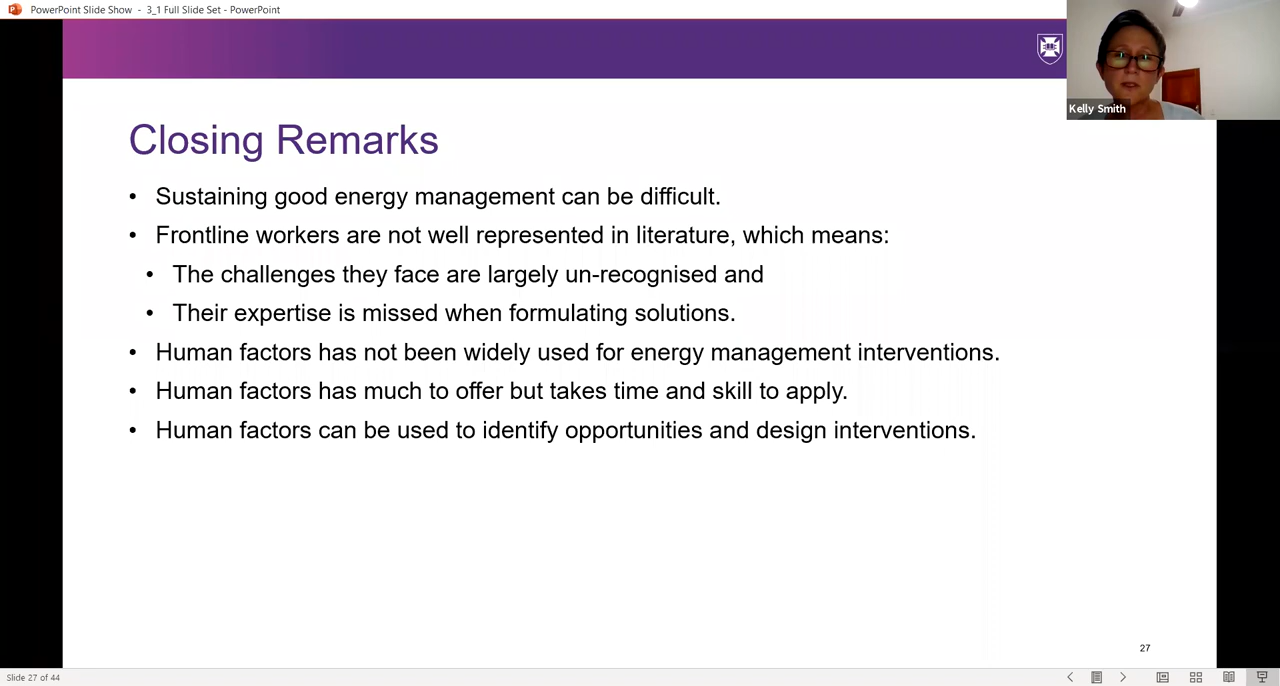 PowerPoint Slide Show - 3_1 Full Slide Set - PowerPoint
Kelly Smith
Closing Remarks
• Sustaining good energy management can be difficult.
• Frontline workers are not well represented in literature, which means:
• The challenges they face are largely un-recognised and
• Their expertise is missed when formulating solutions.
• Human factors has not been widely used for energy management interventions.
• Human factors has much to offer but takes time and skill to apply.
• Human factors can be used to identify opportunities and design interventions.
27
Slide 27 of 44